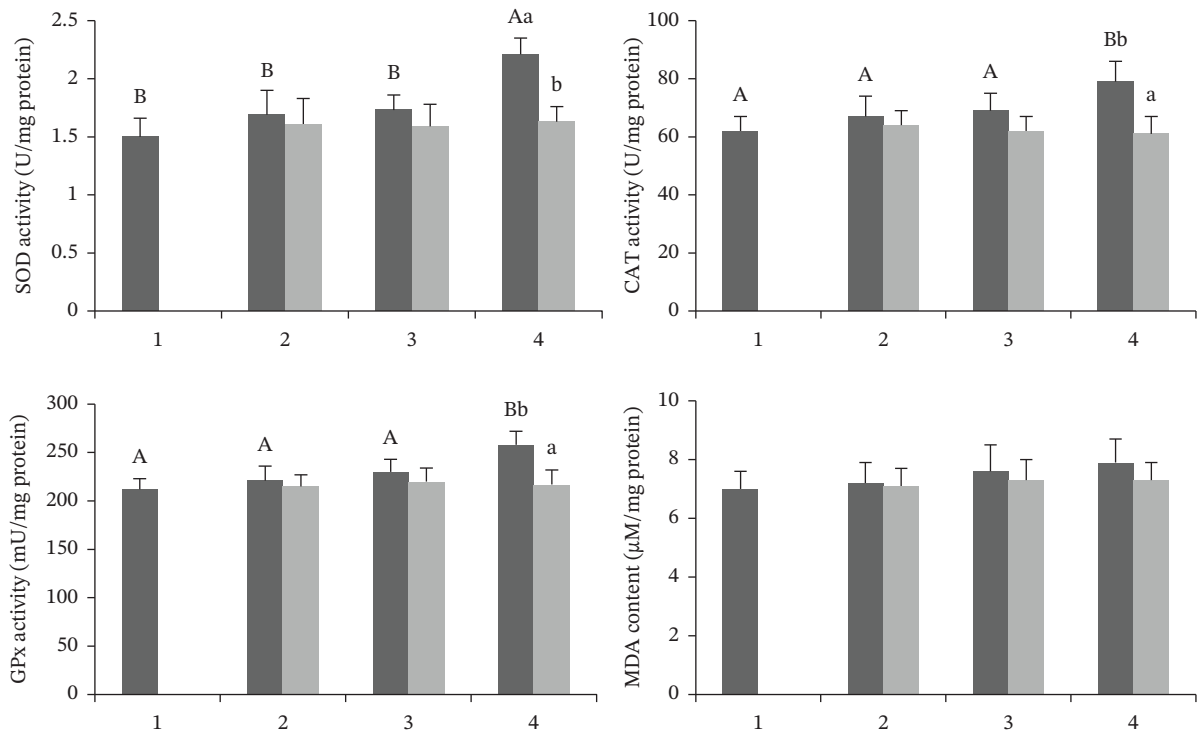 SOD activity (U/mg protein)
2.5
2
1.5
1
0.5
0
B
B
B
Aa
b
1
2
3
4
CAT activity (U/mg protein)
100
80
60
40
20
0
A
A
A
Bb
a
1
2
3
4
GPx activity (mU/mg protein)
300
250
200
150
100
50
0
A
A
A
Bb
a
1
2
3
4
MDA content (µM/mg protein)
10
8
6
4
2
0
1
2
3
4